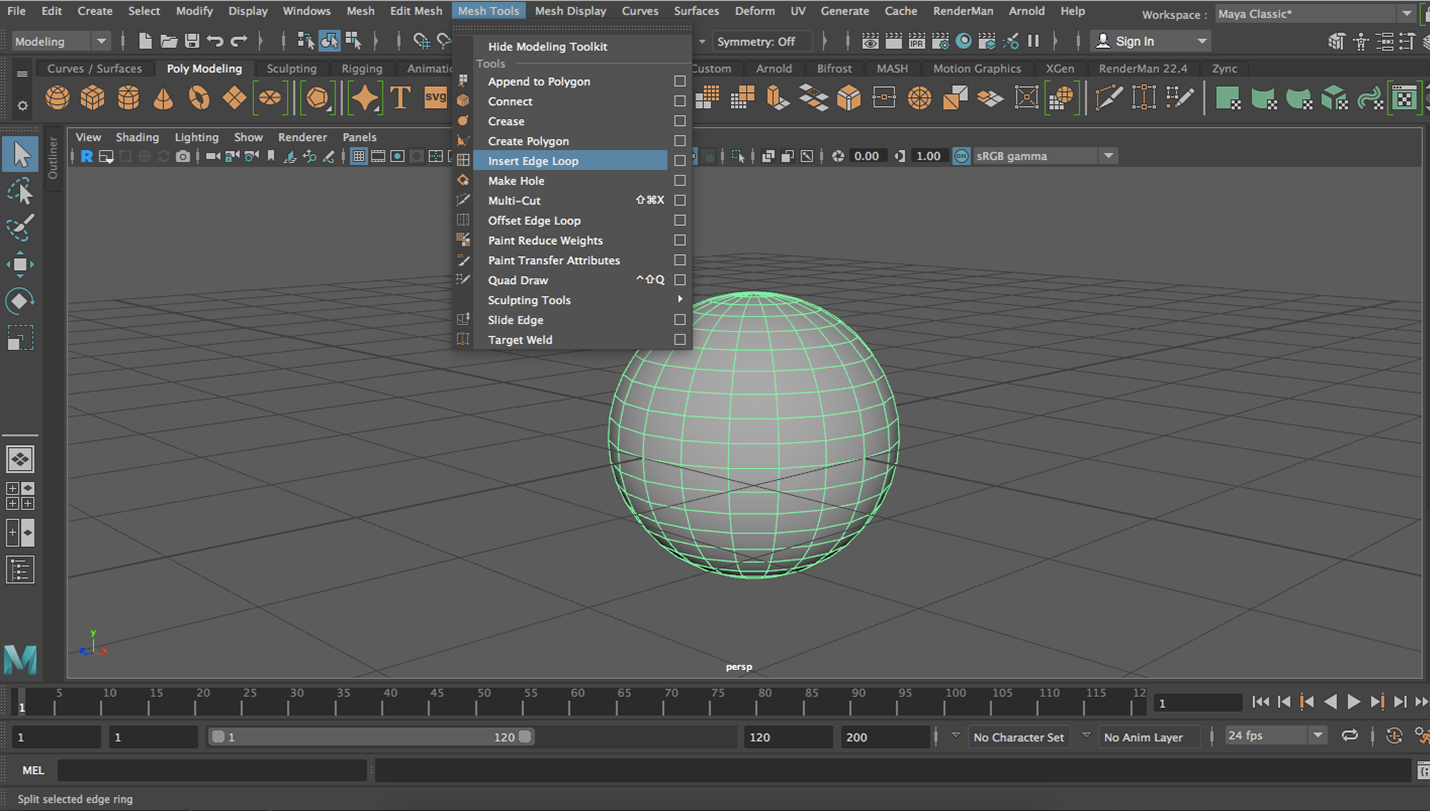 File Edit Create Select Modify Display Windows Mesh Edit Mesh Mesh Tools Mesh Display Curves Surfaces Deform UV Generate Cache RenderMan Arnold Help Workspace : Maya Classic*
Modeling Symmetry: Off IPR Sign In
Curves / Surfaces Poly Modeling Sculpting Rigging Animati Custom Arnold Bifrost MASH Motion Graphics XGen RenderMan 22.4 Zync
T SVG
Hide Modeling Toolkit
Tools
Append to Polygon
Connect
Crease
Create Polygon
Insert Edge Loop
Make Hole
Multi-Cut ⇧⌘X
Offset Edge Loop
Paint Reduce Weights
Paint Transfer Attributes
Quad Draw ^⇧Q
Sculpting Tools
Slide Edge
Target Weld
Outliner
View Shading Lighting Show Renderer Panels
R 0.00 1.00 ON sRGB gamma
y
z x
persp
M
5 10 15 20 25 30 35 40 45 50 55 60 65 70 75 80 85 90 95 100 105 110 115 12
1 1
1 1 1 120 120 200 No Character Set No Anim Layer 24 fps
MEL
Split selected edge ring